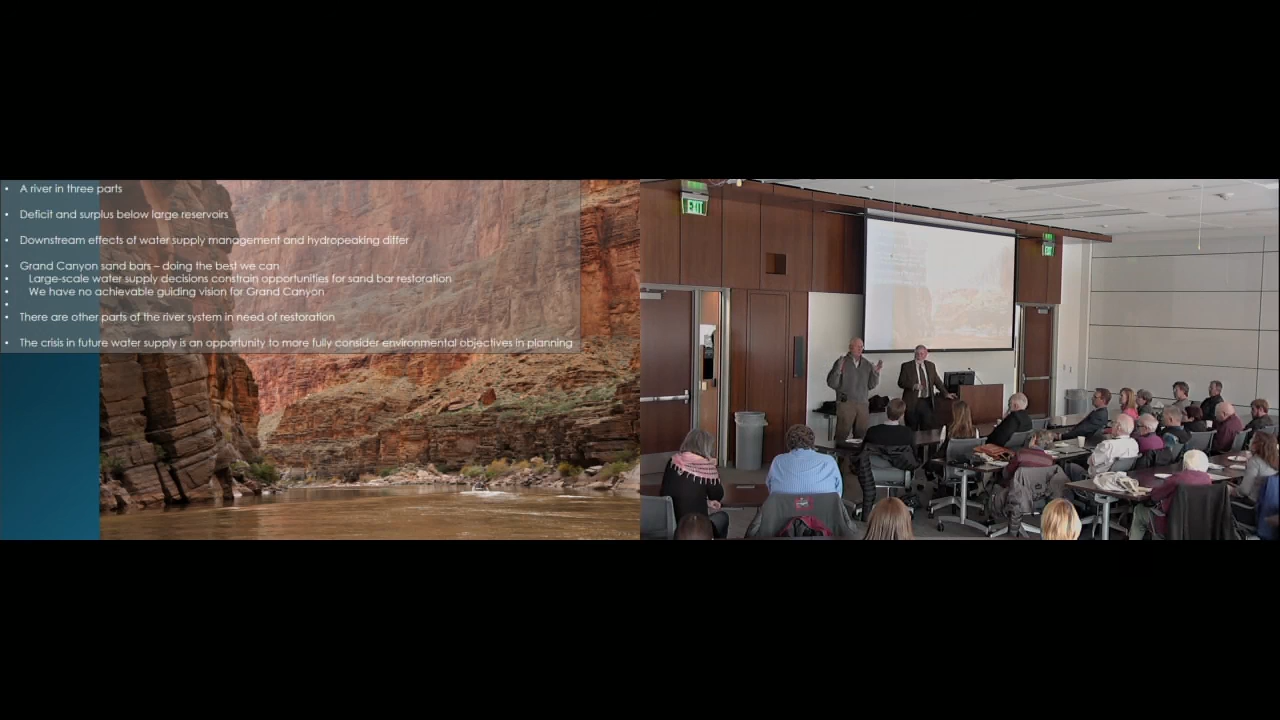 • A river in three parts
• Deficit and surplus below large reservoirs
• Downstream effects of water supply management and hydropeaking differ
• Grand Canyon sand bars – doing the best we can
• Large-scale water supply decisions constrain opportunities for sand bar restoration
• We have no achievable guiding vision for Grand Canyon
•
• There are other parts of the river system in need of restoration
• The crisis in future water supply is an opportunity to more fully consider environmental objectives in planning
EXIT
EXIT